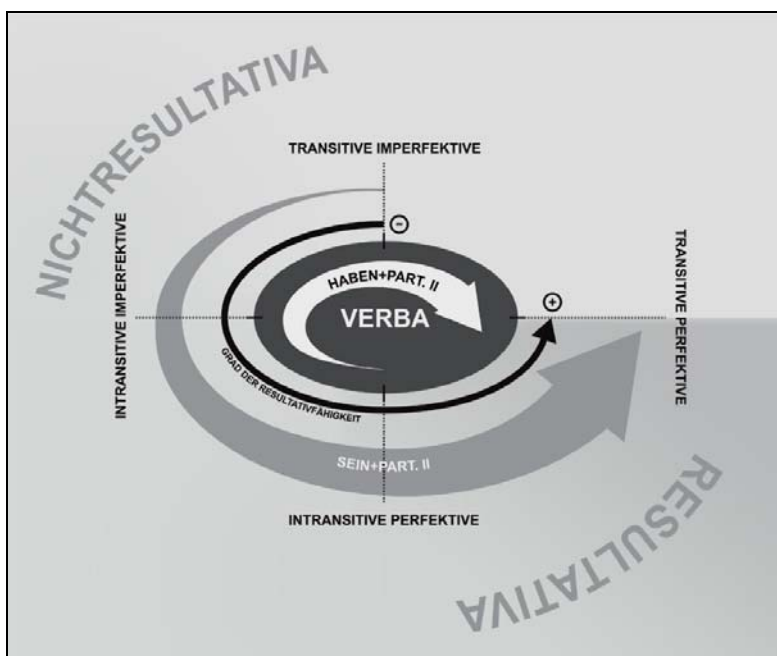 NICHTRESULTATIVA
TRANSITIVE IMPERFEKTIVE
INTRANSITIVE IMPERFEKTIVE
TRANSITIVE PERFEKTIVE
−
+
HABEN+PART. II
VERBA
GRAD DER RESULTATIVFÄHIGKEIT
SEIN+PART. II
INTRANSITIVE PERFEKTIVE
RESULTATIVA